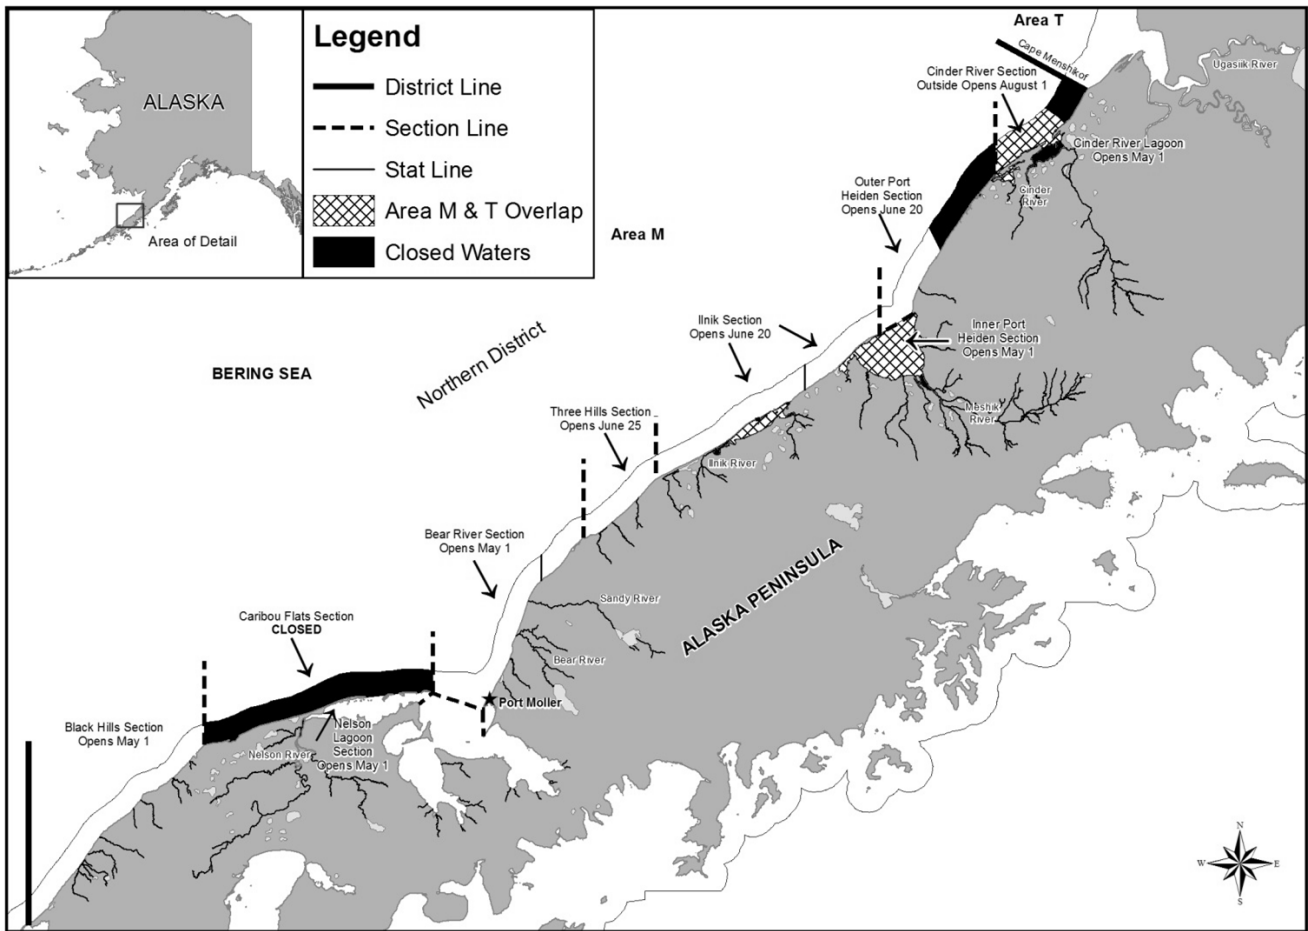 ALASKA
Area of Detail
Legend
District Line
Section Line
Stat Line
Area M & T Overlap
Closed Waters
Area T
Cape Menshikof
Ugasiik River
Cinder River Section
Outside Opens August 1
Cinder River Lagoon
Opens May 1
Cinder
River
Outer Port
Heiden Section
Opens June 20
Area M
Inner Port
Heiden Section
Opens May 1
Ilnik Section
Opens June 20
Northern District
BERING SEA
Meshik
River
Three Hills Section
Opens June 25
Ilnik River
Bear River Section
Opens May 1
ALASKA PENINSULA
Sandy River
Caribou Flats Section
CLOSED
Bear River
Port Moller
Black Hills Section
Opens May 1
Nelson River
Nelson
Lagoon
Section
Opens May 1
N
W
E
S